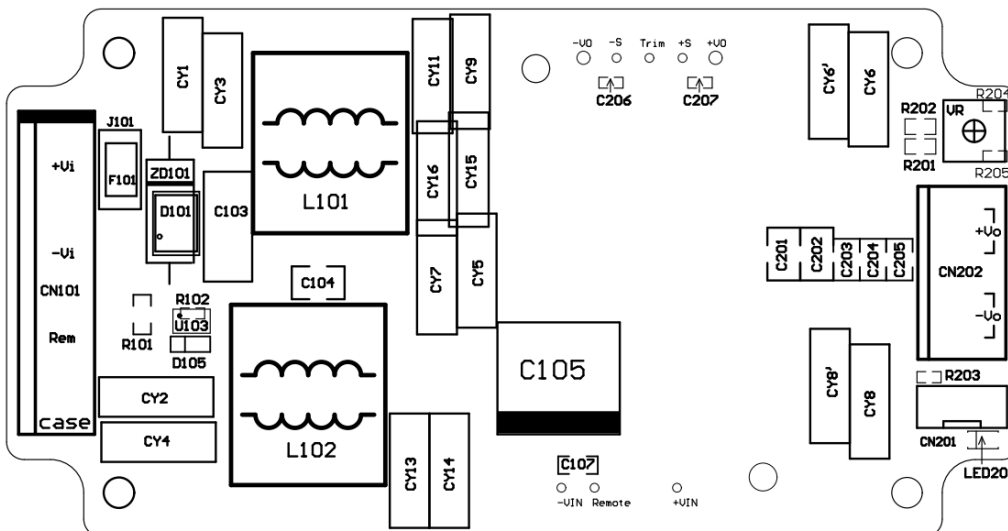 CY1
CY3
CY11
CY9
-VO
-S
Trim
+S
+VO
C206
C207
CY6'
CY6
R204
R202
VR
R201
R205
J101
+Vi
F101
ZD101
D101
C103
L101
CY16
CY15
-Vi
CN101
Rem
case
R102
U103
R101
D105
C104
CY7
CY5
C201
C202
C203
C204
C205
+Vo
CN202
-Vo
CY2
CY4
L102
C105
CY13
CY14
C107
-VIN
Remote
+VIN
CY8'
CY8
R203
CN201
LED20